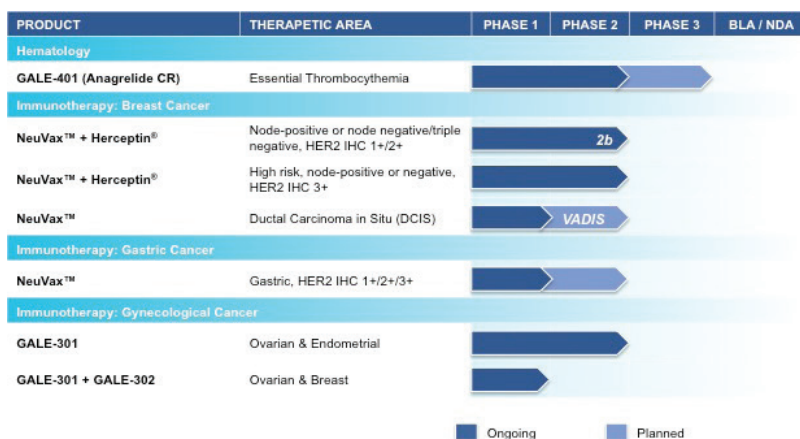 PRODUCT THERAPETIC AREA PHASE 1 PHASE 2 PHASE 3 BLA / NDA
Hematology
GALE-401 (Anagrelide CR) Essential Thrombocythemia
Immunotherapy: Breast Cancer
NeuVax™ + Herceptin® Node-positive or node negative/triple
negative, HER2 IHC 1+/2+ 2b
NeuVax™ + Herceptin® High risk, node-positive or negative,
HER2 IHC 3+
NeuVax™ Ductal Carcinoma in Situ (DCIS) VADIS
Immunotherapy: Gastric Cancer
NeuVax™ Gastric, HER2 IHC 1+/2+/3+
Immunotherapy: Gynecological Cancer
GALE-301 Ovarian & Endometrial
GALE-301 + GALE-302 Ovarian & Breast
Ongoing Planned